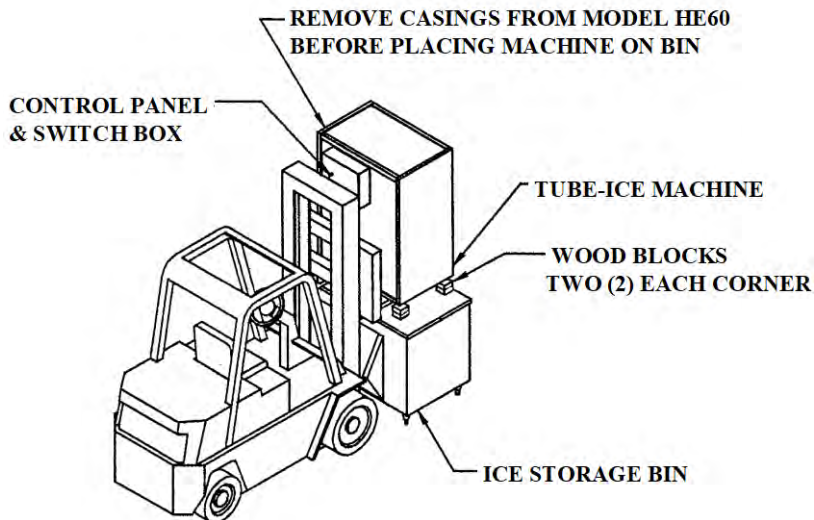 REMOVE CASINGS FROM MODEL HE60
BEFORE PLACING MACHINE ON BIN
CONTROL PANEL
& SWITCH BOX
TUBE-ICE MACHINE
WOOD BLOCKS
TWO (2) EACH CORNER
ICE STORAGE BIN